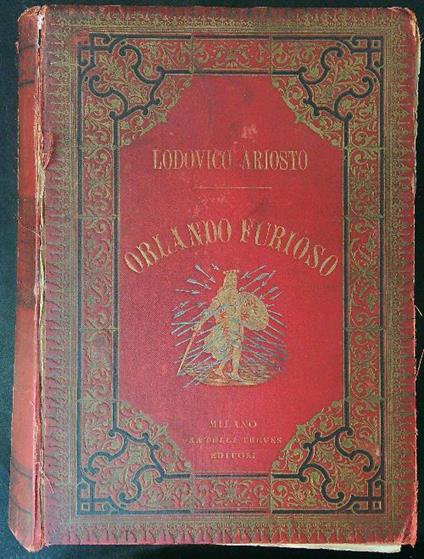 LODOVICO ARIOSTO
ORLANDO FURIOSO
MILANO
FRATELLI TREVES
EDITORI